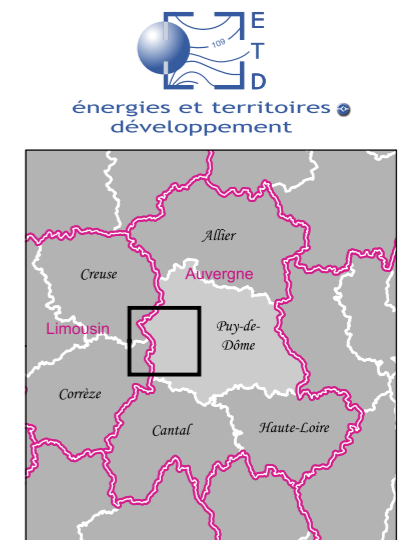 E
T
D
109
énergies et territoires
développement
Allier
Creuse
Auvergne
Limousin
Puy-de-
Dôme
Corrèze
Cantal
Haute-Loire